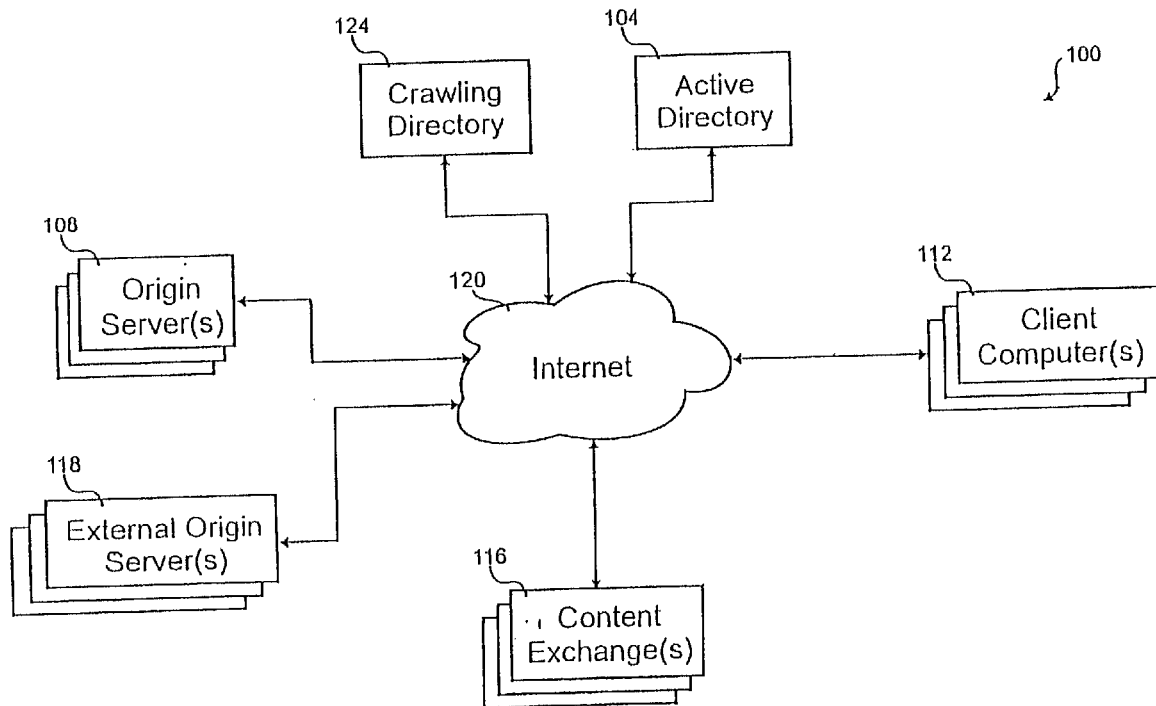 124
Crawling
Directory
104
Active
Directory
100
108
Origin
Server(s)
120
Internet
112
Client
Computer(s)
118
External Origin
Server(s)
116
Content
Exchange(s)